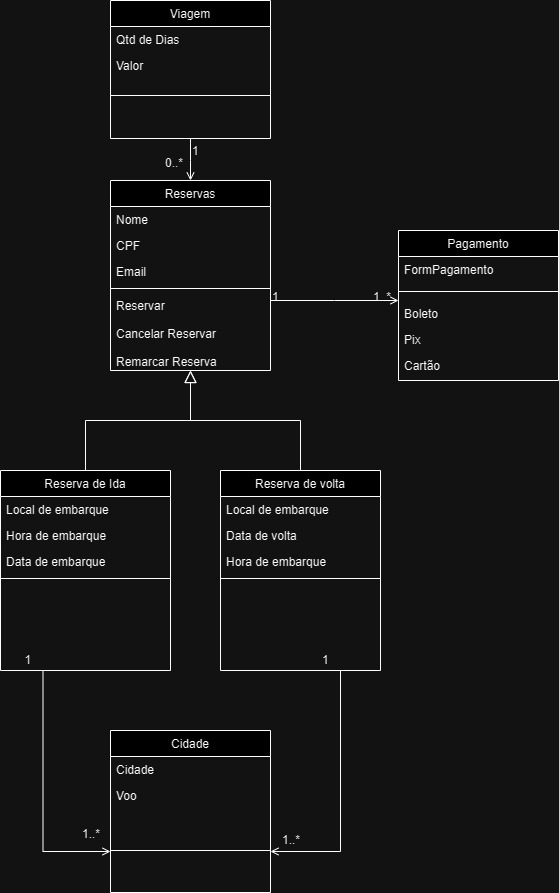 Viagem
Qtd de Dias
Valor
1
0..*
Reservas
Nome
CPF
Email
Reservar
Cancelar Reservar
Remarcar Reserva
1
1..*
Pagamento
FormPagamento
Boleto
Pix
Cartão
Reserva de Ida
Local de embarque
Hora de embarque
Data de embarque
1
Reserva de volta
Local de embarque
Data de volta
Hora de embarque
1
Cidade
Cidade
Voo
1..*
1..*